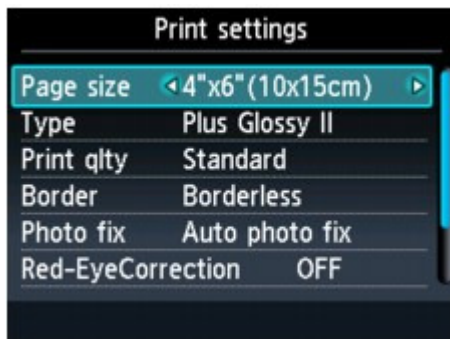 Print settings
Page size 4"x6"(10x15cm)
Type Plus Glossy II
Print qlty Standard
Border Borderless
Photo fix Auto photo fix
Red-EyeCorrection OFF